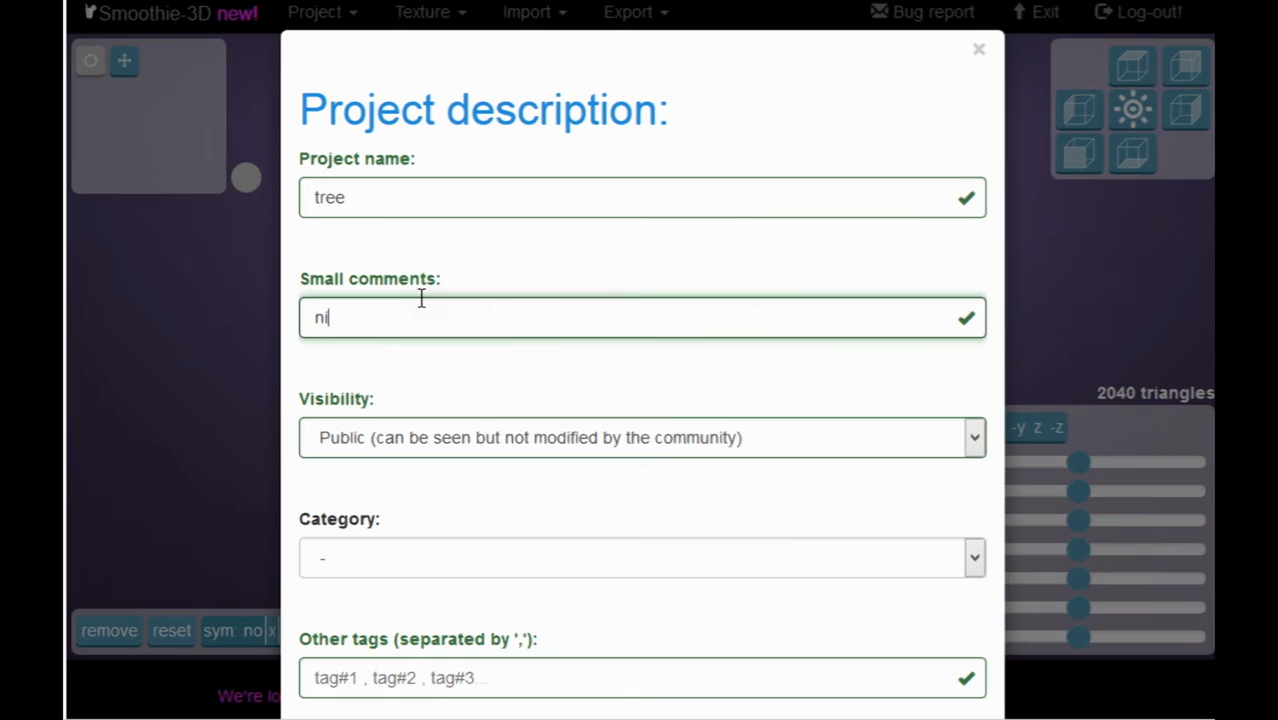 Smoothie-3D new! Project Texture Import Export Bug report Exit Log-out!
×
Project description:
Project name:
tree
Small comments:
ni
Visibility:
Public (can be seen but not modified by the community)
2040 triangles
-y z -z
Category:
-
remove reset sym: no x
Other tags (separated by ','):
tag#1 , tag#2 , tag#3...
We're lo